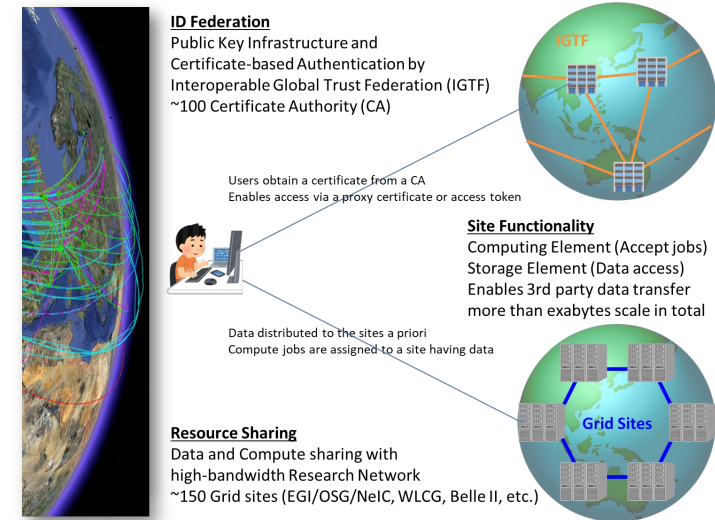 ID Federation
Public Key Infrastructure and
Certificate-based Authentication by
Interoperable Global Trust Federation (IGTF)
~100 Certificate Authority (CA)
IGTF
Users obtain a certificate from a CA
Enables access via a proxy certificate or access token
Site Functionality
Computing Element (Accept jobs)
Storage Element (Data access)
Enables 3rd party data transfer
more than exabytes scale in total
Data distributed to the sites a priori
Compute jobs are assigned to a site having data
Grid Sites
Resource Sharing
Data and Compute sharing with
high-bandwidth Research Network
~150 Grid sites (EGI/OSG/NeIC, WLCG, Belle II, etc.)